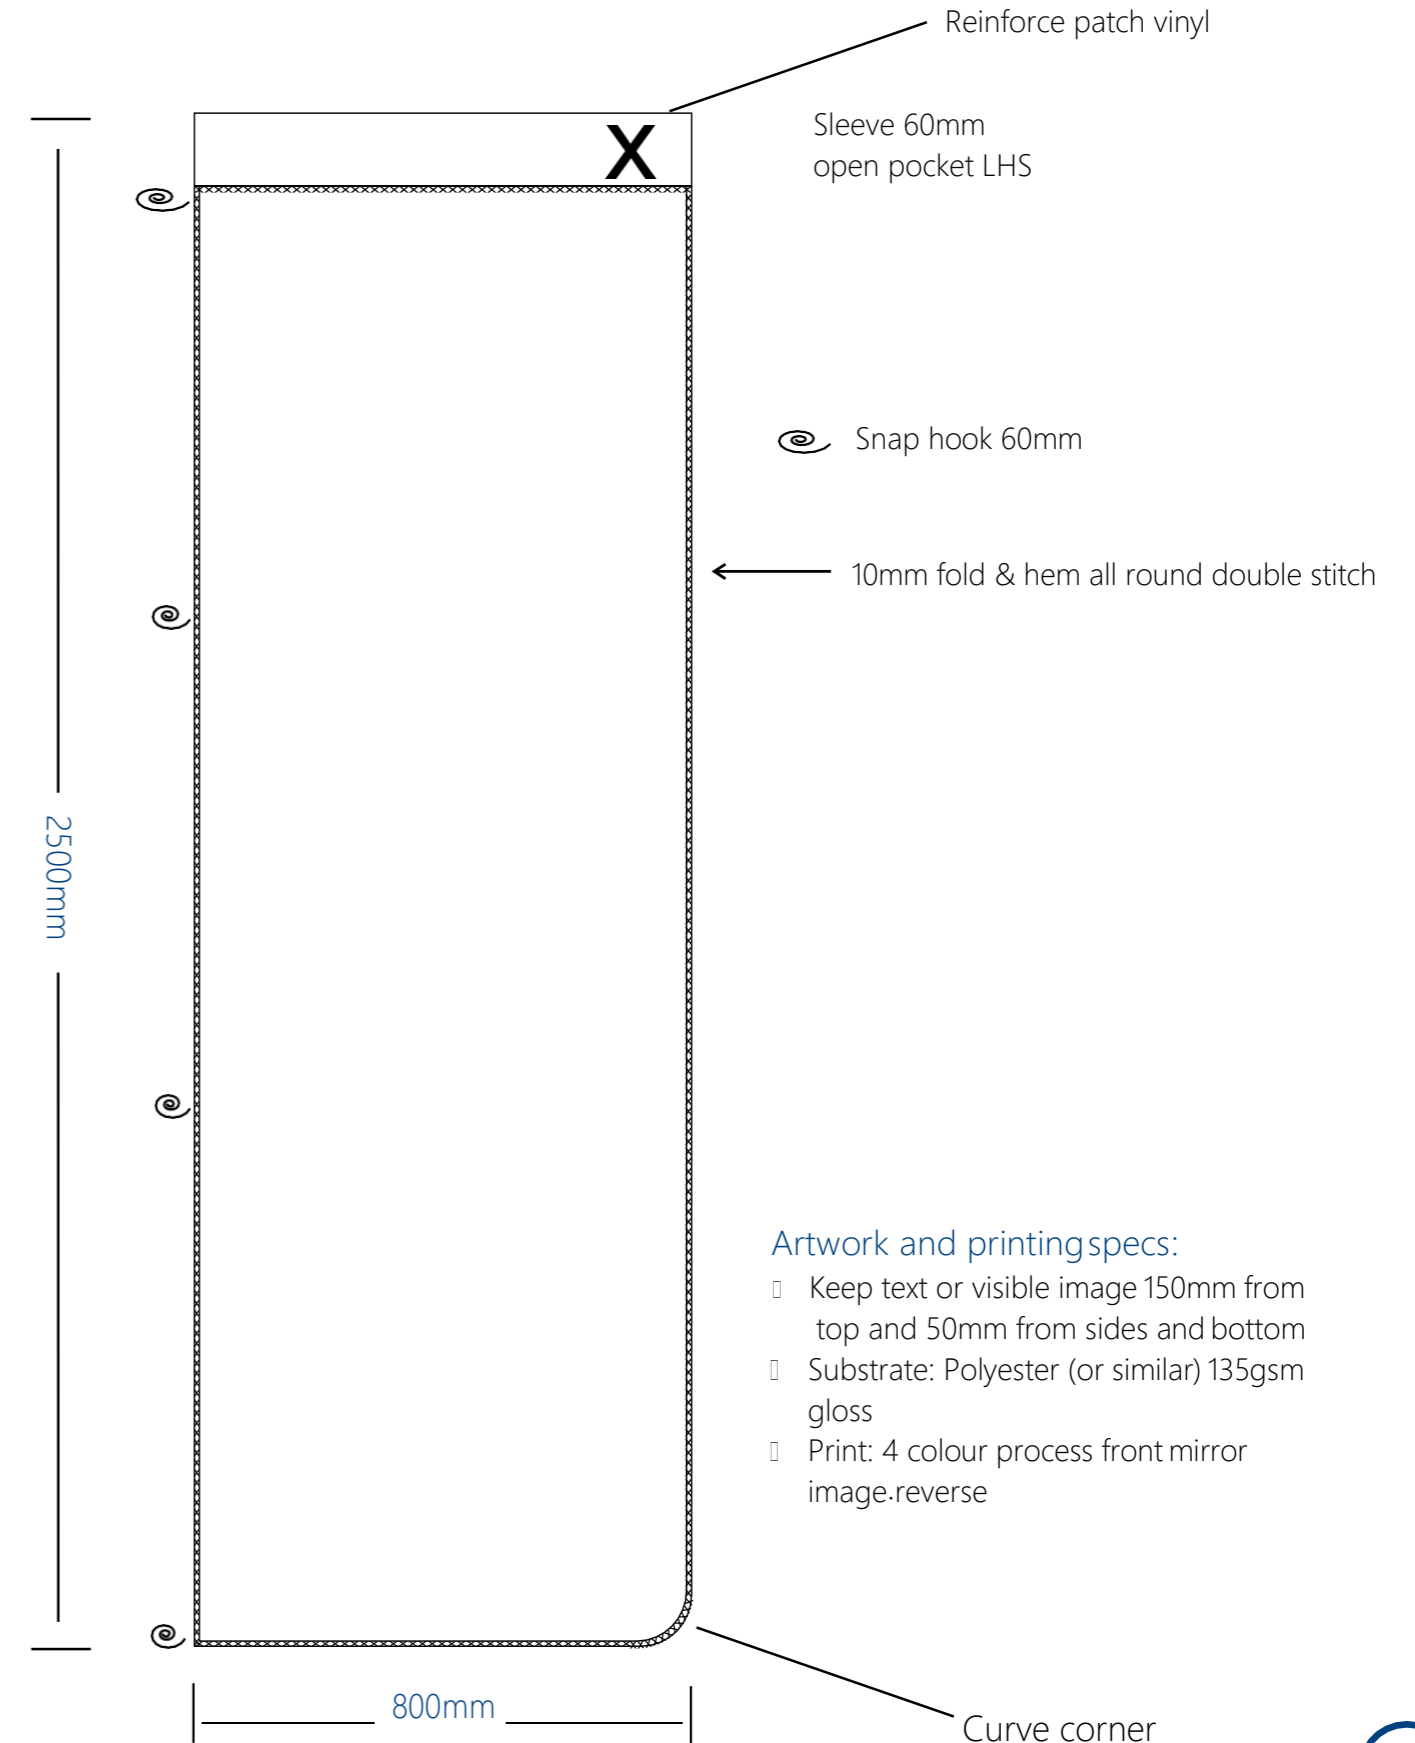 Reinforce patch vinyl
Sleeve 60mm
open pocket LHS
X
Snap hook 60mm
10mm fold & hem all round double stitch
2500mm
Artwork and printingspecs:
Keep text or visible image 150mm from
top and 50mm from sides and bottom
Substrate: Polyester (or similar) 135gsm
gloss
Print: 4 colour process front mirror
image.reverse
800mm
Curve corner